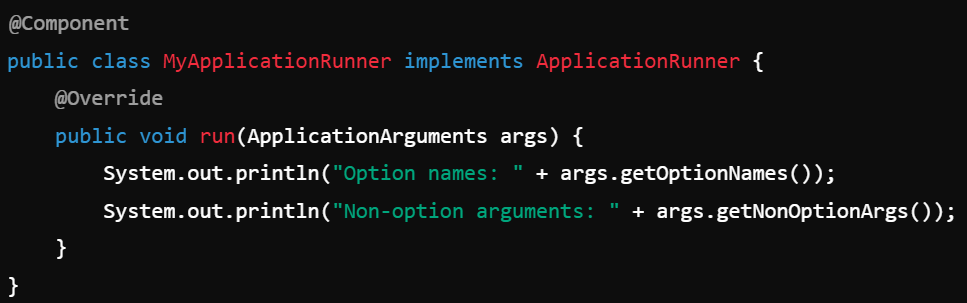 @Component
public class MyApplicationRunner implements ApplicationRunner {
    @Override
    public void run(ApplicationArguments args) {
        System.out.println("Option names: " + args.getOptionNames());
        System.out.println("Non-option arguments: " + args.getNonOptionArgs());
    }
}